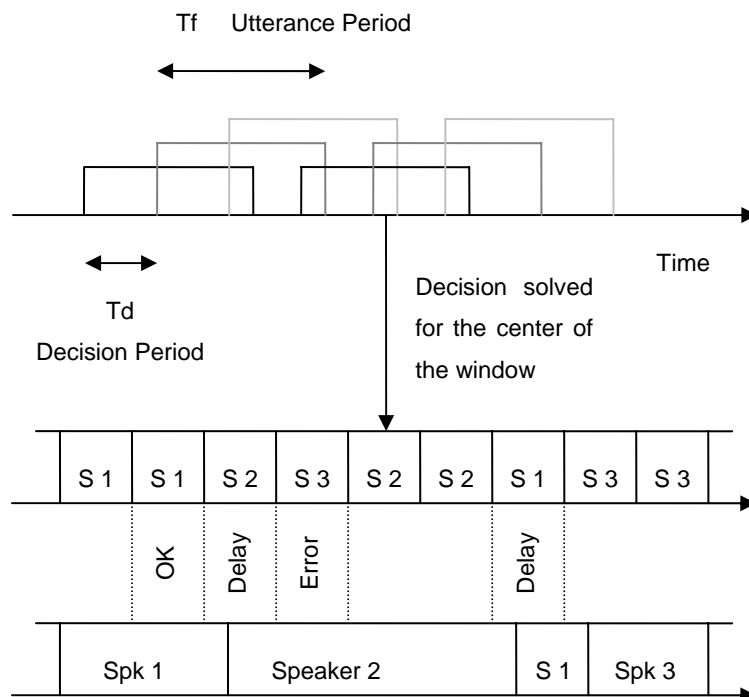 Tf Utterance Period
Time
Td
Decision Period
Decision solved
for the center of
the window
S 1 S 1 S 2 S 3 S 2 S 2 S 1 S 3 S 3
OK Delay Error Delay
Spk 1 Speaker 2 S 1 Spk 3